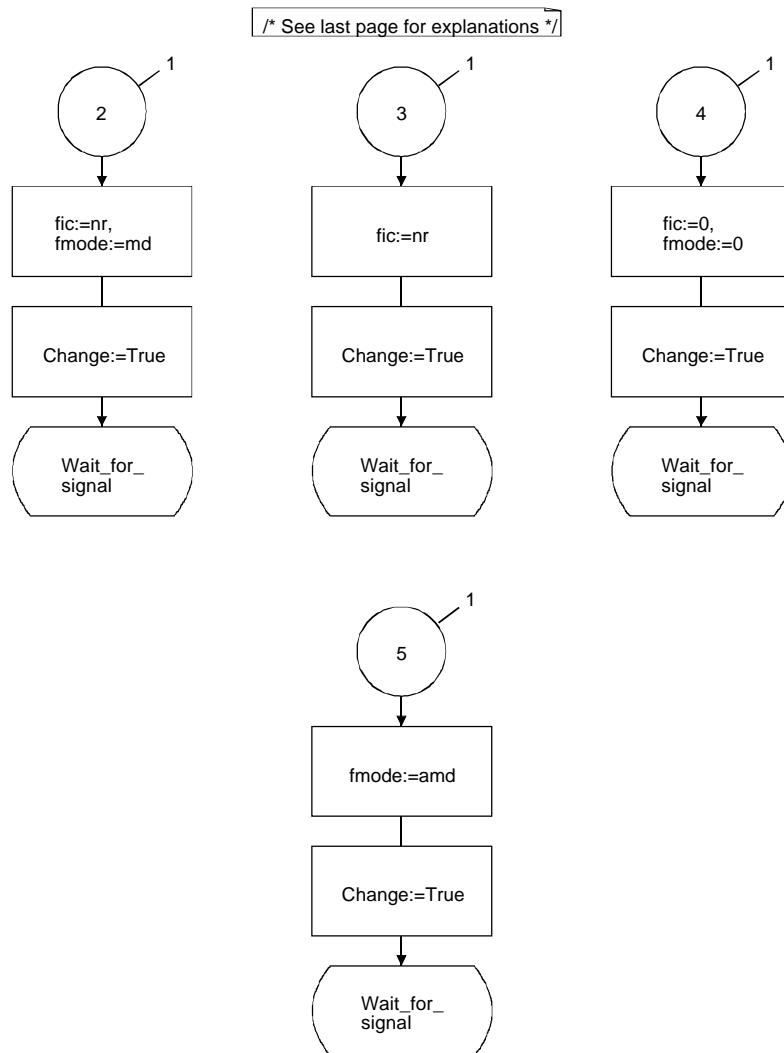 /* See last page for explanations */
1
2
fic:=nr,
fmode:=md
Change:=True
Wait_for_
signal
1
3
fic:=nr
Change:=True
Wait_for_
signal
1
4
fic:=0,
fmode:=0
Change:=True
Wait_for_
signal
1
5
fmode:=amd
Change:=True
Wait_for_
signal